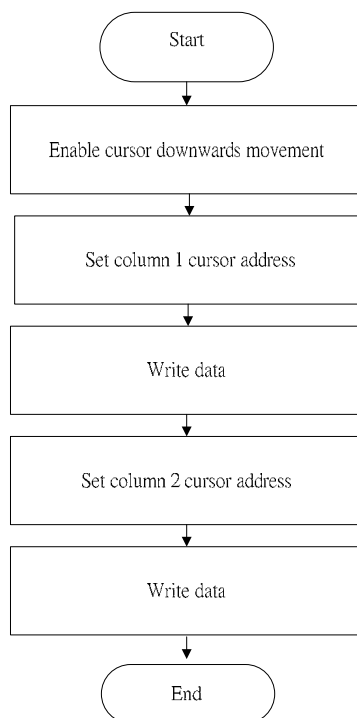 Start
Enable cursor downwards movement
Set column 1 cursor address
Write data
Set column 2 cursor address
Write data
End